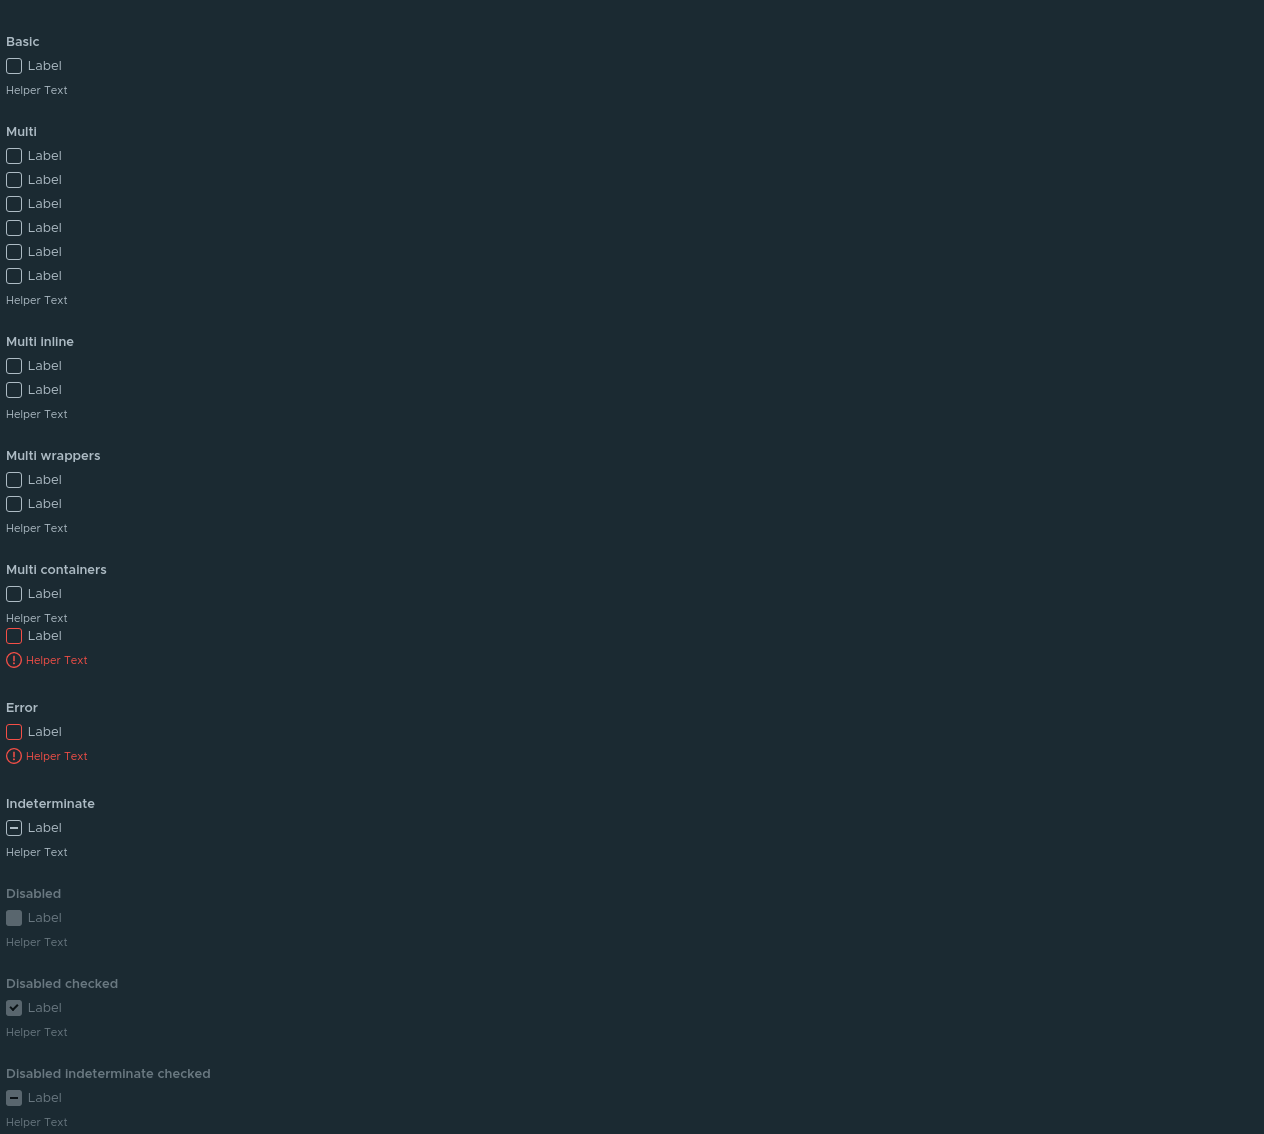 Basic
Label
Helper Text
Multi
Label
Label
Label
Label
Label
Label
Helper Text
Multi inline
Label
Label
Helper Text
Multi wrappers
Label
Label
Helper Text
Multi containers
Label
Helper Text
Label
Helper Text
Error
Label
Helper Text
Indeterminate
Label
Helper Text
Disabled
Label
Helper Text
Disabled checked
Label
Helper Text
Disabled indeterminate checked
Label
Helper Text